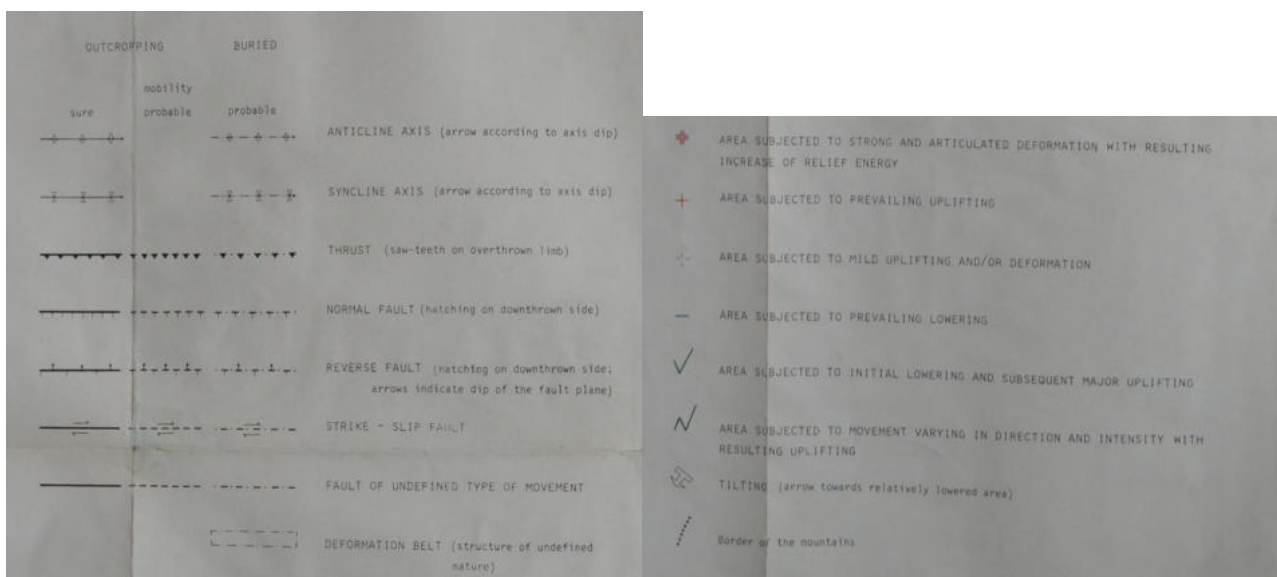 OUTCROPPING BURIED
mobility
sure probable probable
ANTICLINE AXIS (arrow according to axis dip)
SYNCLINE AXIS (arrow according to axis dip)
THRUST (saw-teeth on overthrown limb)
NORMAL FAULT (hatching on downthrown side)
REVERSE FAULT (hatching on downthrown side;
arrows indicate dip of the fault plane)
STRIKE - SLIP FAULT
FAULT OF UNDEFINED TYPE OF MOVEMENT
DEFORMATION BELT (structure of undefined
nature)
AREA SUBJECTED TO STRONG AND ARTICULATED DEFORMATION WITH RESULTING
INCREASE OF RELIEF ENERGY
AREA SUBJECTED TO PREVAILING UPLIFTING
AREA SUBJECTED TO MILD UPLIFTING AND/OR DEFORMATION
AREA SUBJECTED TO PREVAILING LOWERING
AREA SUBJECTED TO INITIAL LOWERING AND SUBSEQUENT MAJOR UPLIFTING
AREA SUBJECTED TO MOVEMENT VARYING IN DIRECTION AND INTENSITY WITH
RESULTING UPLIFTING
TILTING (arrow towards relatively lowered area)
Border of the mountains